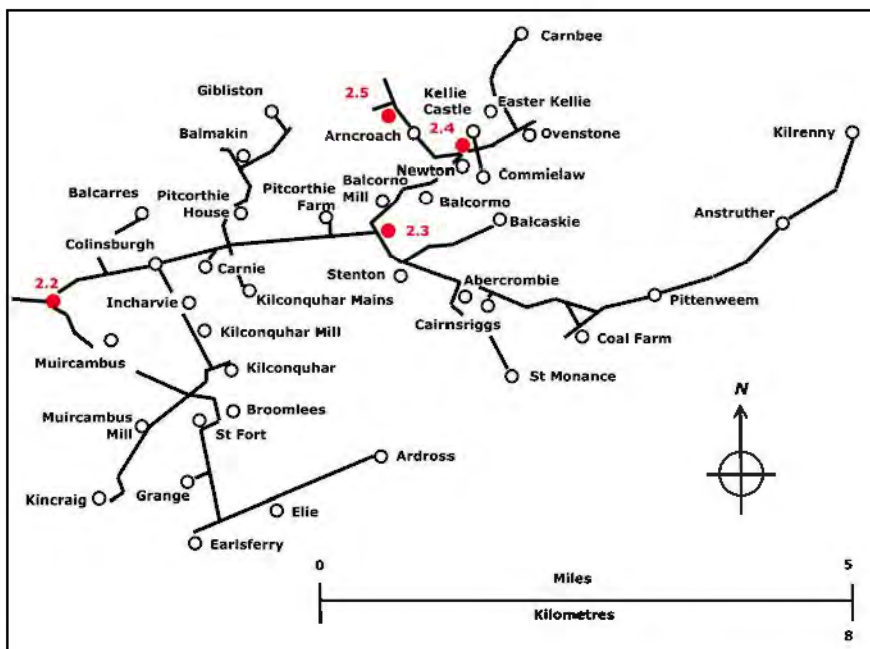 Carnbee
Gibliston
2.5
Kellie
Castle
Easter Kellie
Balmakin
Arncroach
2.4
Ovenstone
Kilrenny
Newton
Commielaw
Balcarres
Pitcorthie
House
Pitcorthie
Farm
Balcorno
Mill
Balcormo
Balcaskie
Anstruther
Colinsburgh
2.3
2.2
Carnie
Stenton
Abercrombie
Incharvie
Kilconquhar Mains
Cairnsriggs
Pittenweem
Kilconquhar Mill
Coal Farm
Muircambus
Kilconquhar
St Monance
N
Muircambus
Mill
Broomlees
St Fort
Ardross
Kincraig
Grange
Elie
Earlsferry
0
5
Miles
Kilometres
8